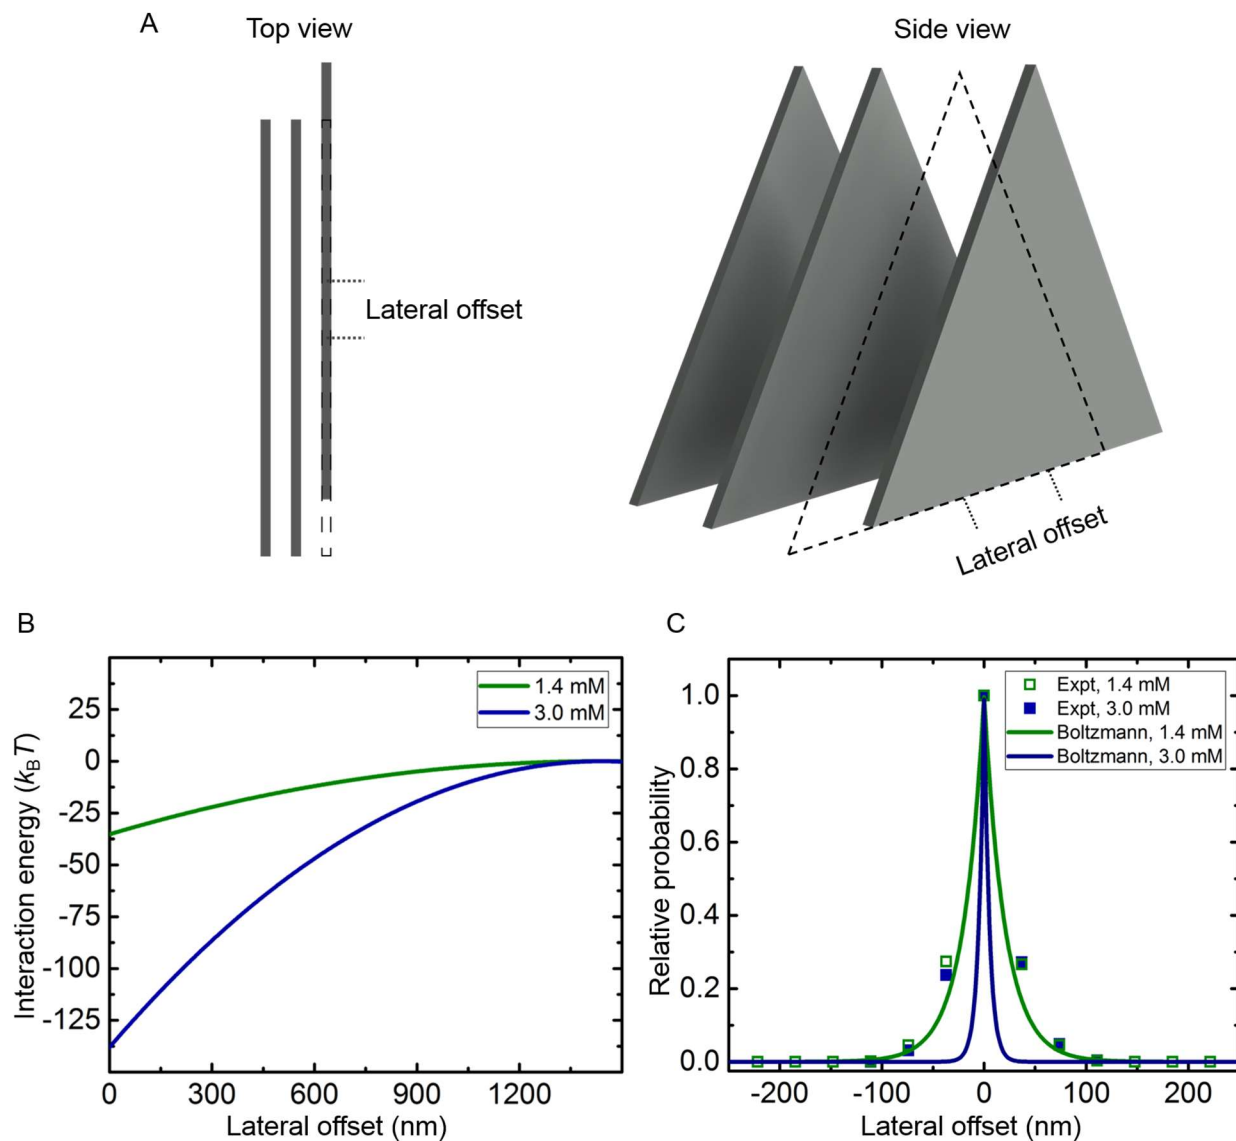 A
Top view
Side view
Lateral offset
Lateral offset
B
C
25
0
-25
-50
-75
-100
-125
Interaction energy (k_B T)
0 300 600 900 1200
Lateral offset (nm)
1.4 mM
3.0 mM
1.0
0.8
0.6
0.4
0.2
0.0
Relative probability
-200 -100 0 100 200
Lateral offset (nm)
Expt, 1.4 mM
Expt, 3.0 mM
Boltzmann, 1.4 mM
Boltzmann, 3.0 mM